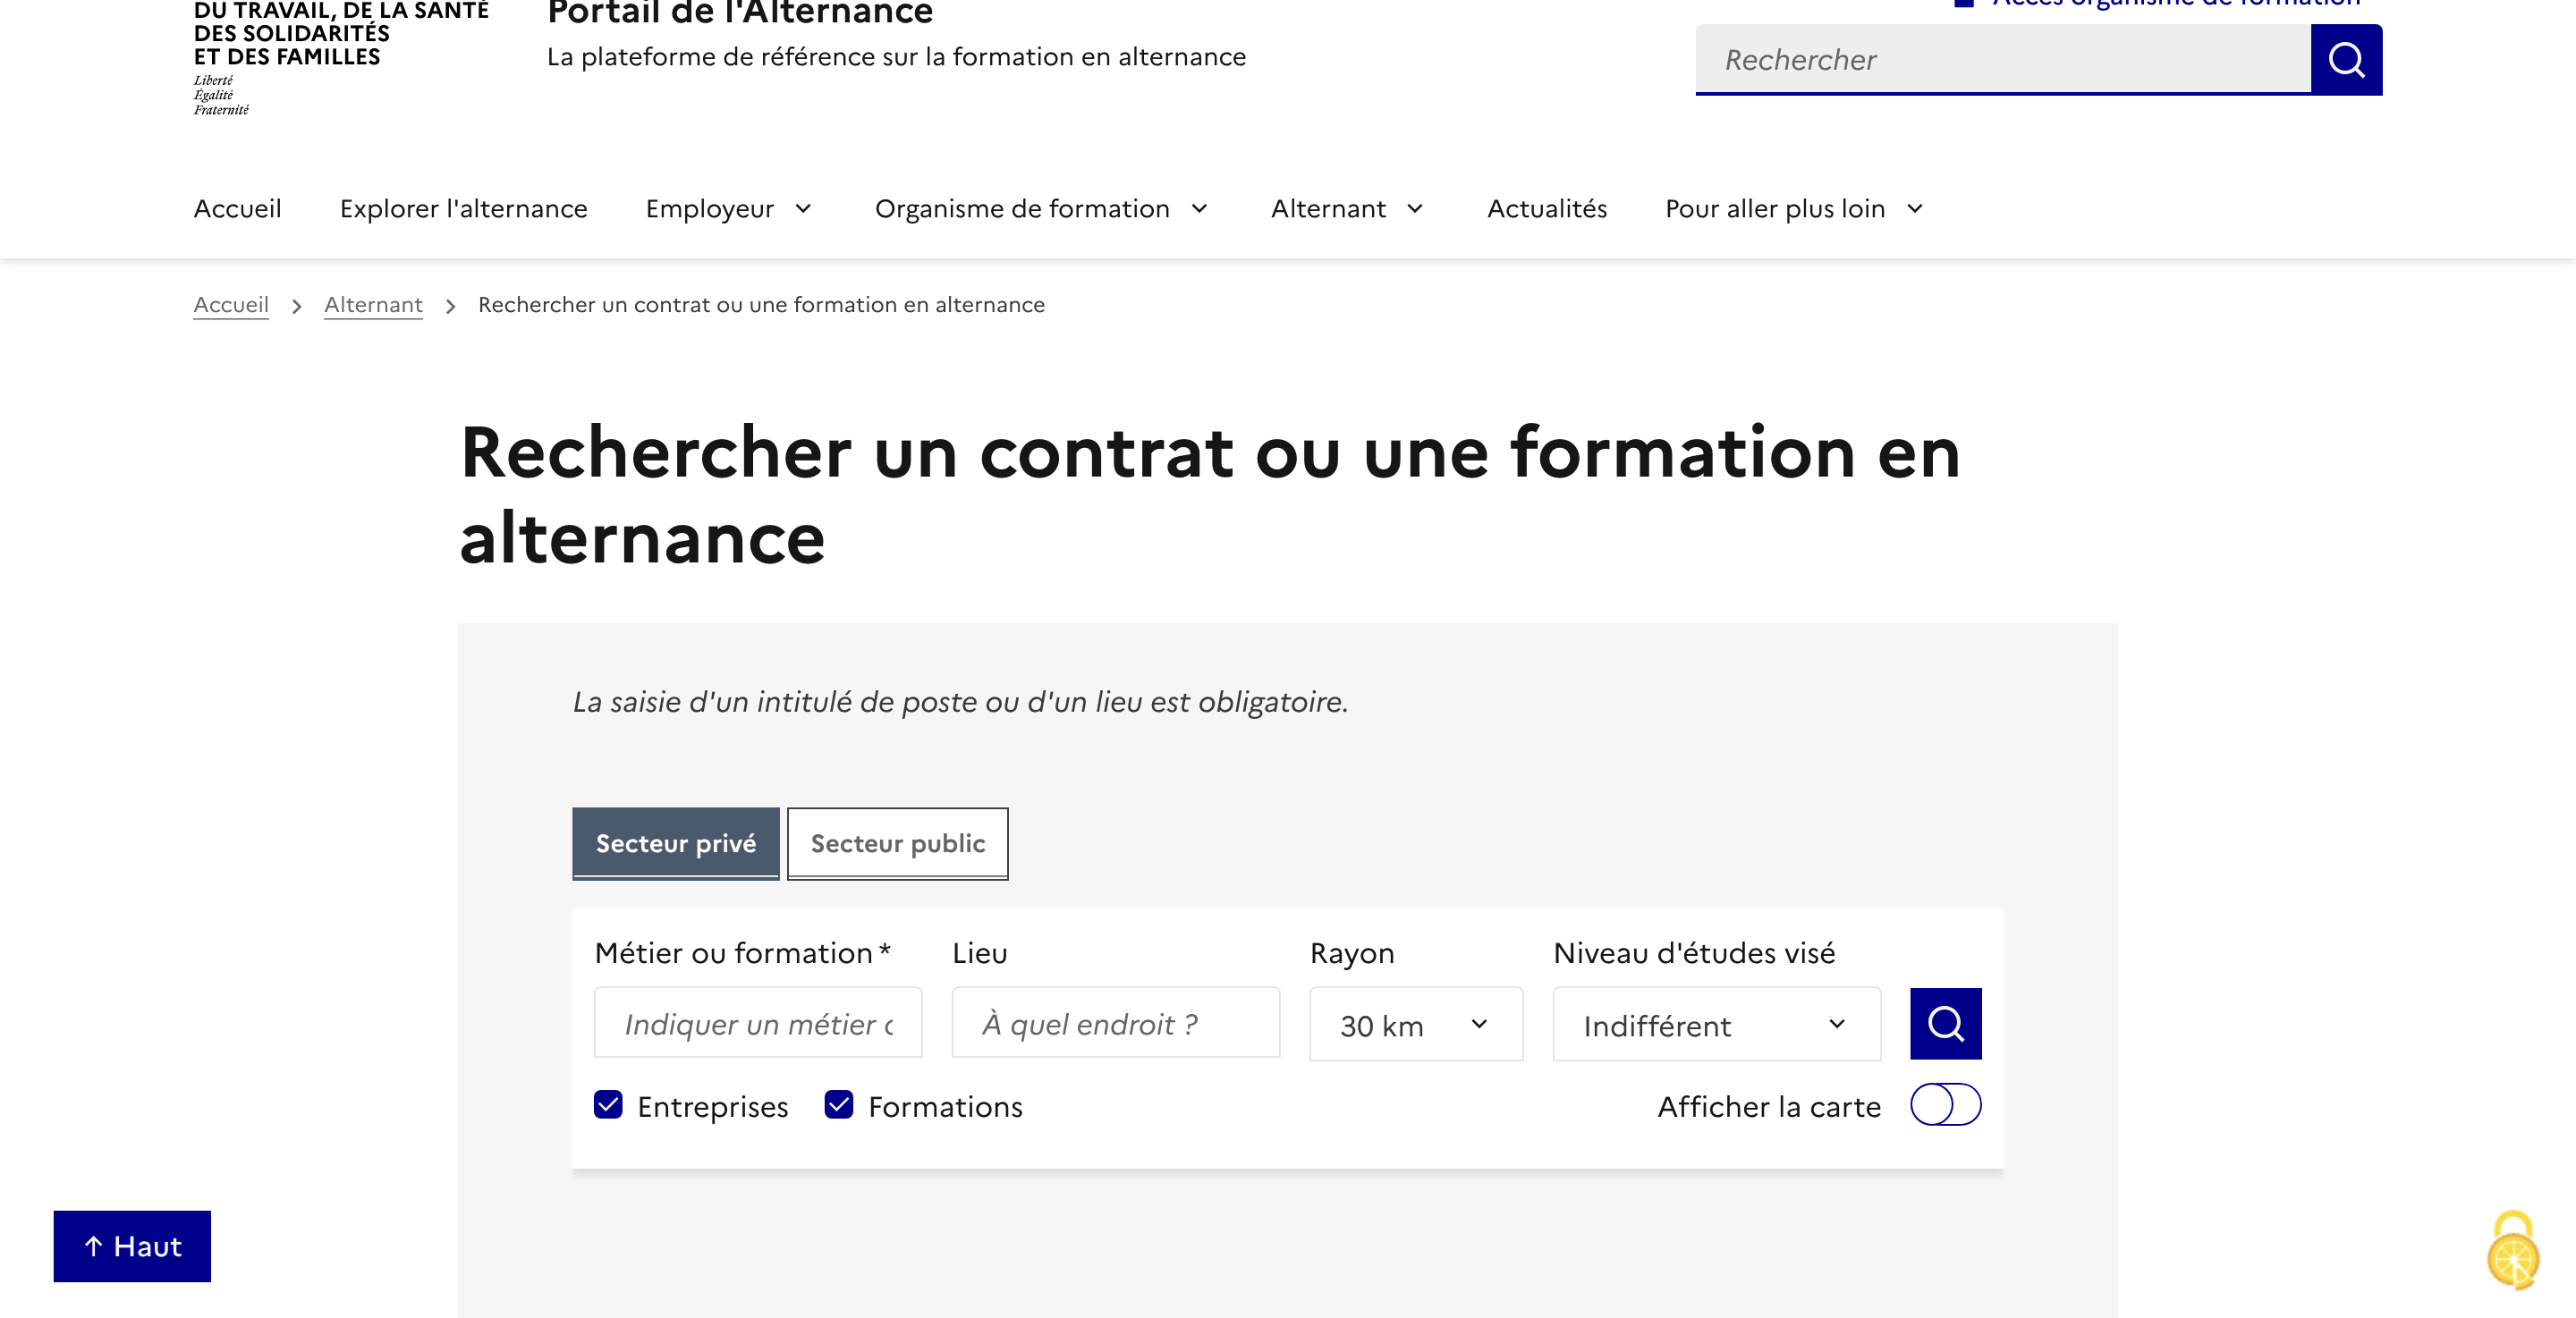 DU TRAVAIL, DE LA SANTÉ
DES SOLIDARITÉS
ET DES FAMILLES
Liberté
Égalité
Fraternité
Portail de l'Alternance
La plateforme de référence sur la formation en alternance
Accès organisme de formation
Rechercher
Accueil Explorer l'alternance Employeur Organisme de formation Alternant Actualités Pour aller plus loin
Accueil > Alternant > Rechercher un contrat ou une formation en alternance
Rechercher un contrat ou une formation en
alternance
La saisie d'un intitulé de poste ou d'un lieu est obligatoire.
Secteur privé Secteur public
Métier ou formation * Lieu Rayon Niveau d'études visé
Indiquer un métier À quel endroit ? 30 km Indifférent
Entreprises Formations Afficher la carte
↑ Haut